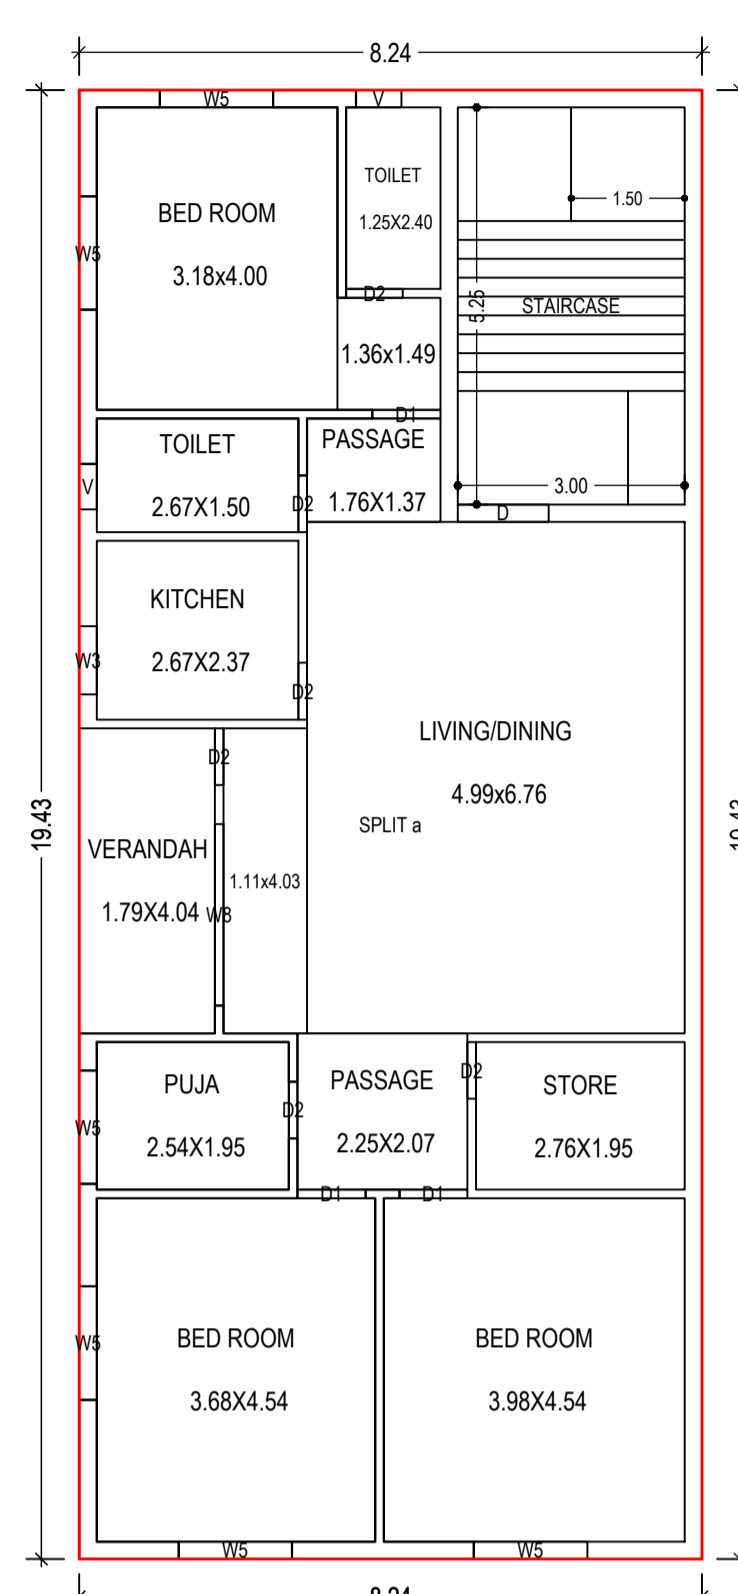 8.24
W5
V
TOILET
1.25X2.40
BED ROOM
3.18x4.00
W5
1.50
D2
5.25
STAIRCASE
1.36x1.49
D1
TOILET
2.67X1.50
V
D2
PASSAGE
1.76X1.37
3.00
D
KITCHEN
2.67X2.37
W3
D2
LIVING/DINING
4.99x6.76
SPLIT a
D2
19.43
19.43
VERANDAH
1.79X4.04
W8
1.11x4.03
PUJA
2.54X1.95
W5
D2
PASSAGE
2.25X2.07
D2
STORE
2.76X1.95
D1
D1
W5
BED ROOM
3.68X4.54
BED ROOM
3.98X4.54
W5
W5
8.24